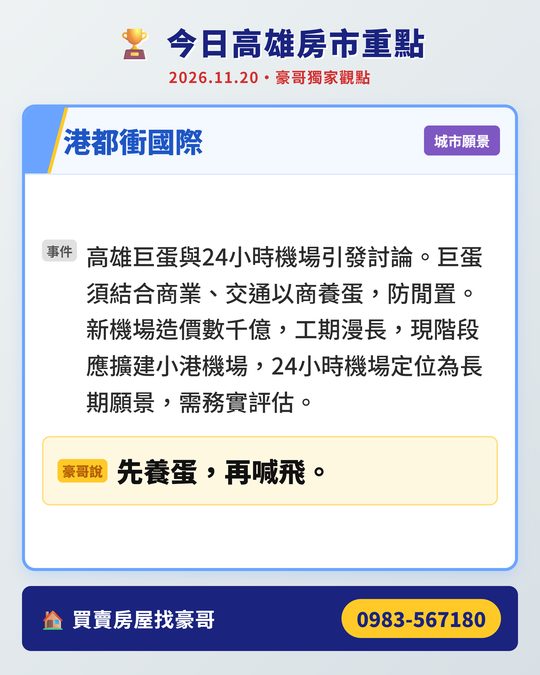 今日高雄房市重點
2026.11.20・豪哥獨家觀點
港都衝國際
城市願景
事件
高雄巨蛋與24小時機場引發討論。巨蛋
須結合商業、交通以商養蛋，防閒置。
新機場造價數千億，工期漫長，現階段
應擴建小港機場，24小時機場定位為長
期願景，需務實評估。
豪哥說
先養蛋，再喊飛。
買賣房屋找豪哥
0983-567180